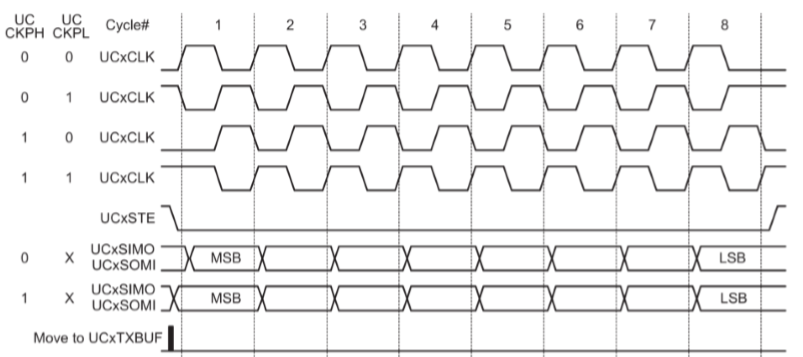 UC UC Cycle# 1 2 3 4 5 6 7 8
CKPH CKPL
0 0 UCxCLK
0 1 UCxCLK
1 0 UCxCLK
1 1 UCxCLK
UCxSTE
0 X UCxSIMO MSB LSB
UCxSOMI
1 X UCxSIMO MSB LSB
UCxSOMI
Move to UCxTXBUF